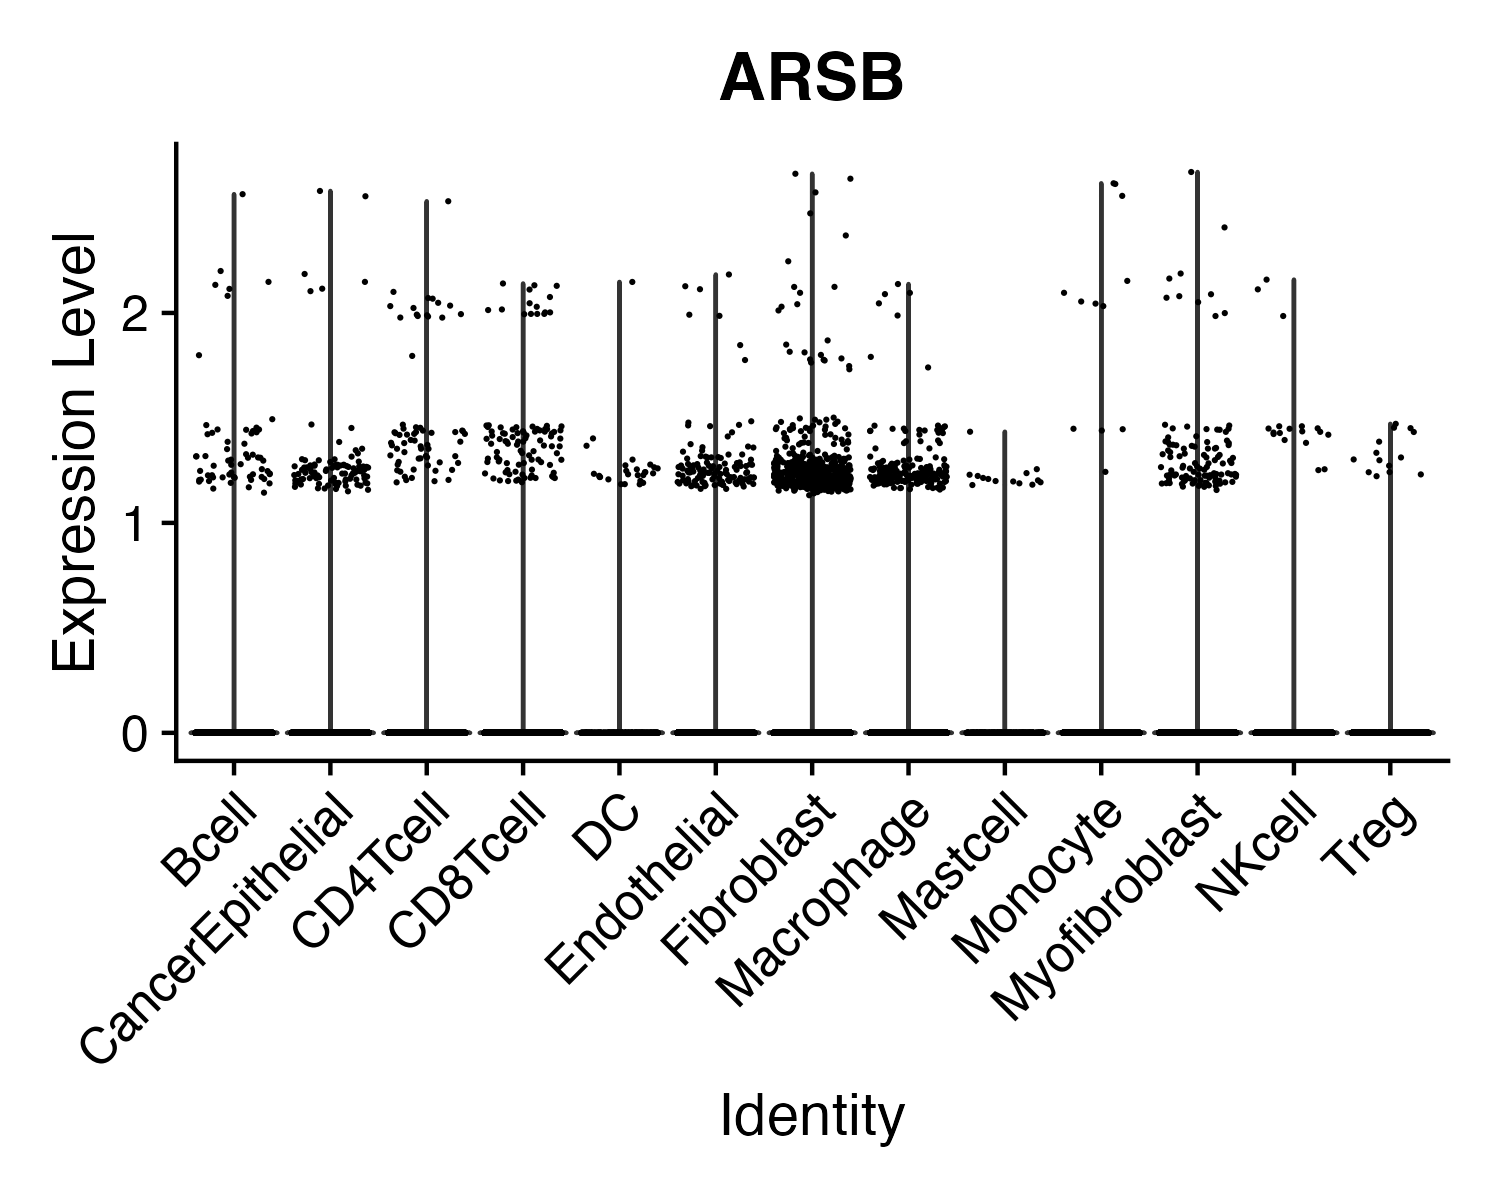 ARSB
Expression Level
2
1
0
Bcell
CancerEpithelial
CD4Tcell
CD8Tcell
DC
Endothelial
Fibroblast
Macrophage
Mastcell
Monocyte
Myofibroblast
NKcell
Treg
Identity